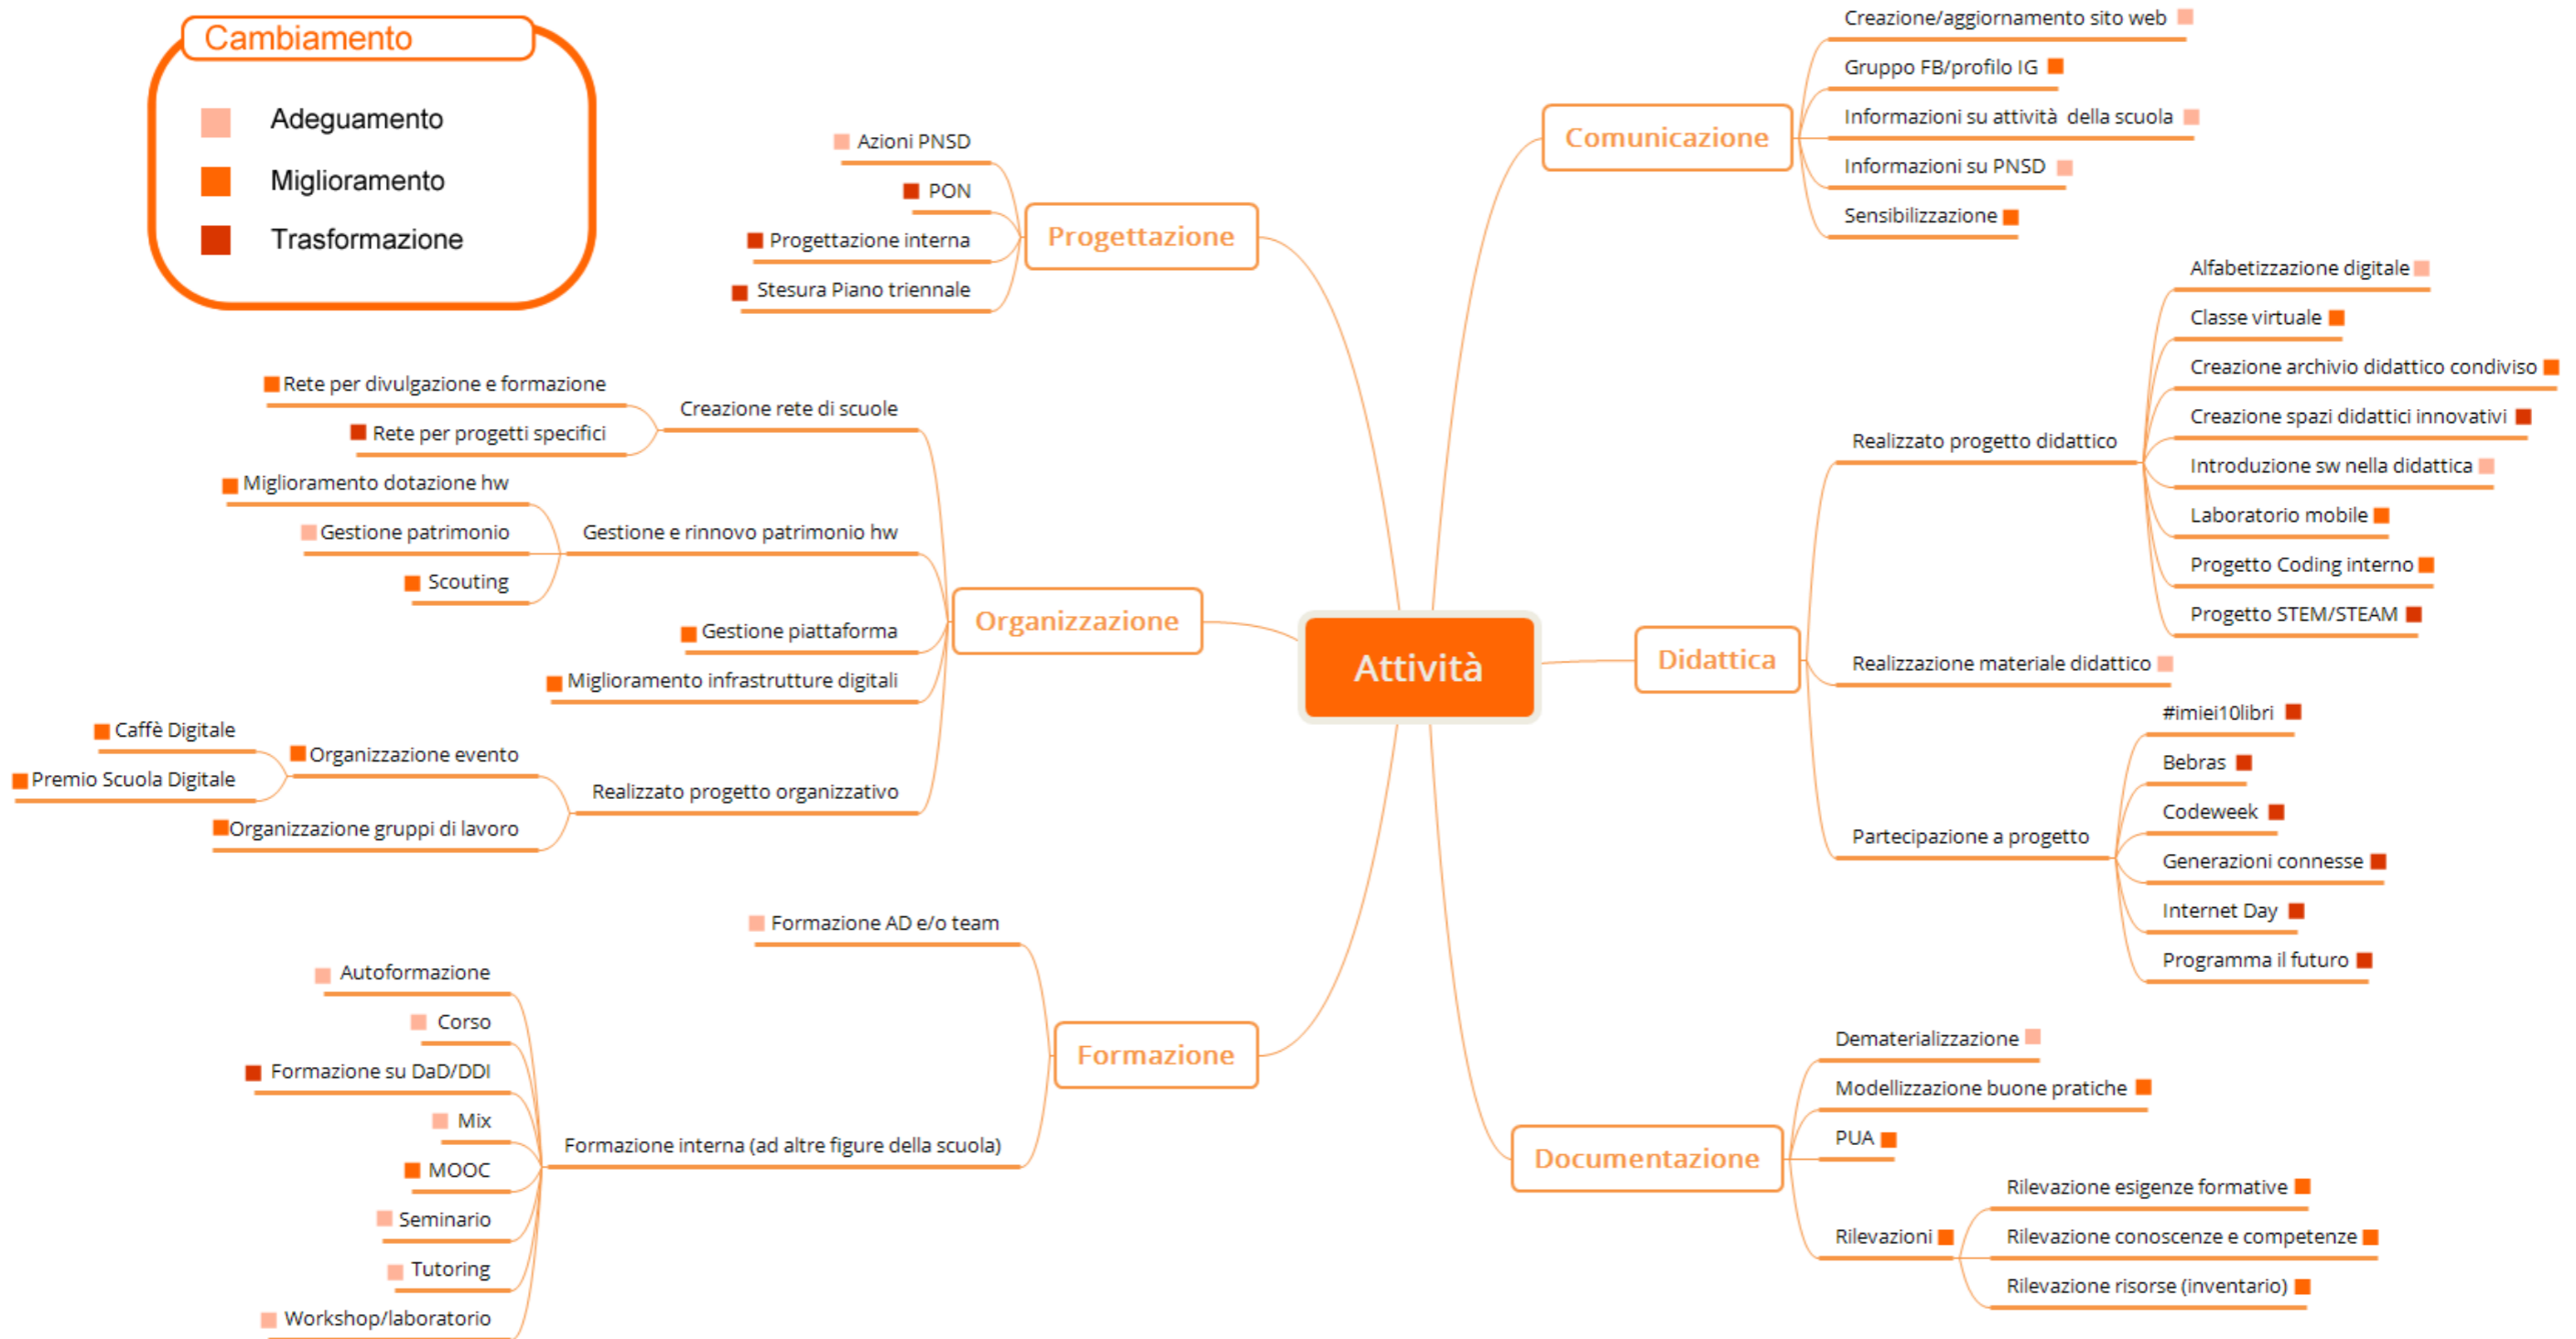 Cambiamento
Adeguamento
Miglioramento
Trasformazione
Attività
Progettazione
Azioni PNSD
PON
Progettazione interna
Stesura Piano triennale
Organizzazione
Creazione rete di scuole
Rete per divulgazione e formazione
Rete per progetti specifici
Gestione e rinnovo patrimonio hw
Miglioramento dotazione hw
Gestione patrimonio
Scouting
Gestione piattaforma
Miglioramento infrastrutture digitali
Realizzato progetto organizzativo
Organizzazione evento
Caffè Digitale
Premio Scuola Digitale
Organizzazione gruppi di lavoro
Formazione
Formazione AD e/o team
Formazione interna (ad altre figure della scuola)
Autoformazione
Corso
Formazione su DaD/DDI
Mix
MOOC
Seminario
Tutoring
Workshop/laboratorio
Comunicazione
Creazione/aggiornamento sito web
Gruppo FB/profilo IG
Informazioni su attività della scuola
Informazioni su PNSD
Sensibilizzazione
Didattica
Realizzato progetto didattico
Alfabetizzazione digitale
Classe virtuale
Creazione archivio didattico condiviso
Creazione spazi didattici innovativi
Introduzione sw nella didattica
Laboratorio mobile
Progetto Coding interno
Progetto STEM/STEAM
Realizzazione materiale didattico
Partecipazione a progetto
#imiei10libri
Bebras
Codeweek
Generazioni connesse
Internet Day
Programma il futuro
Documentazione
Dematerializzazione
Modellizzazione buone pratiche
PUA
Rilevazioni
Rilevazione esigenze formative
Rilevazione conoscenze e competenze
Rilevazione risorse (inventario)